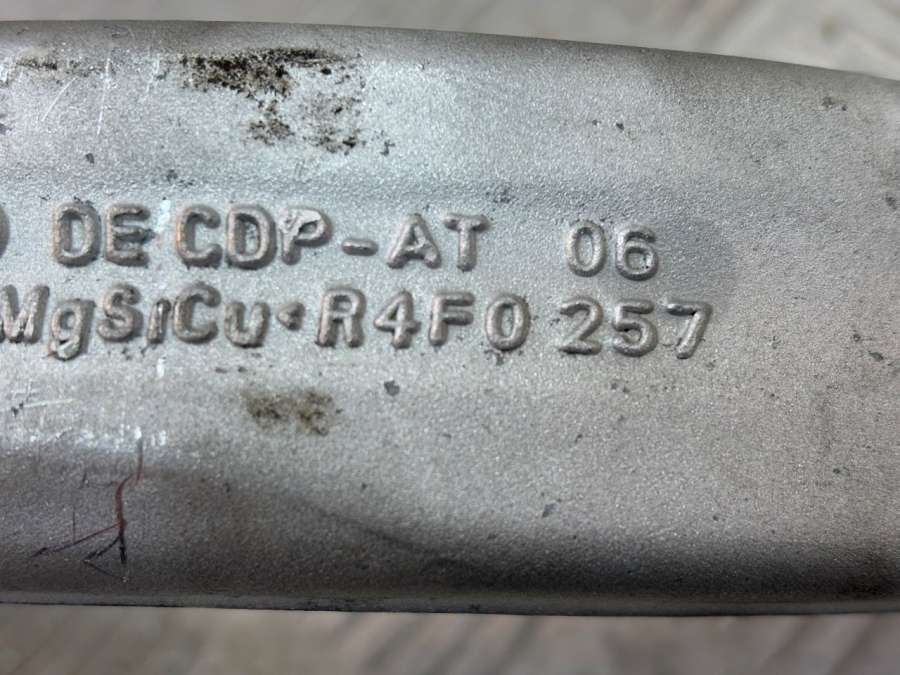 DE CDP-AT 06
MgSiCu< R4F0 257